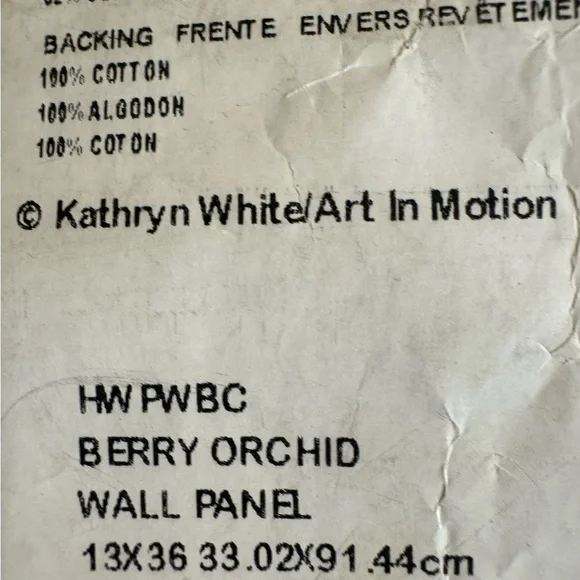 BACKING FRENTE ENVERS REVÊTEMEN
100% COTTON
100% ALGODON
100% COTON
© Kathryn White/Art In Motion
HWPWBC
BERRY ORCHID
WALL PANEL
13X36 33.02X91.44cm